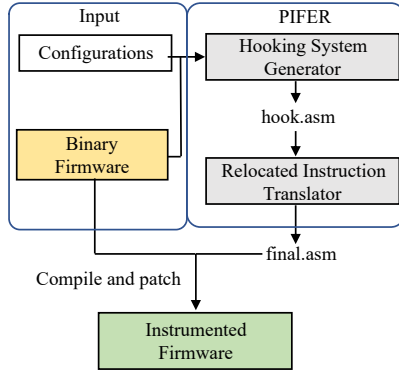 Input
PIFER
Configurations
Hooking System
Generator
hook.asm
Binary
Firmware
Relocated Instruction
Translator
final.asm
Compile and patch
Instrumented
Firmware